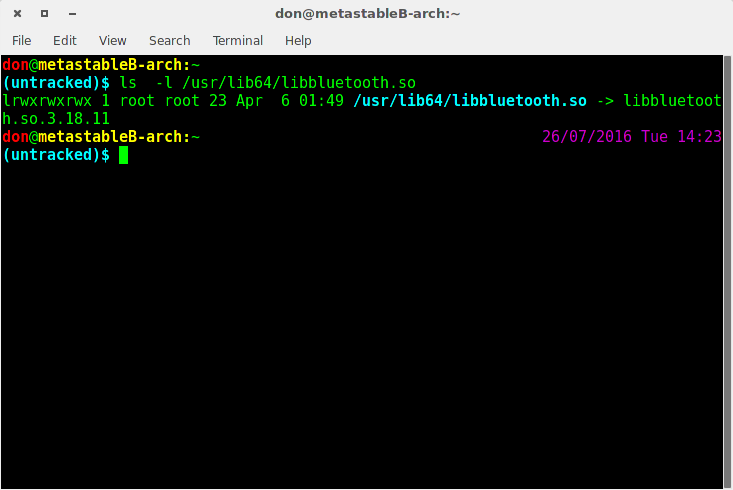 don@metastableB-arch:~
File Edit View Search Terminal Help
don@metastableB-arch:~
(untracked)$ ls  -l /usr/lib64/libbluetooth.so
lrwxrwxrwx 1 root root 23 Apr  6 01:49 /usr/lib64/libbluetooth.so -> libbluetoot
h.so.3.18.11
don@metastableB-arch:~ 26/07/2016 Tue 14:23
(untracked)$